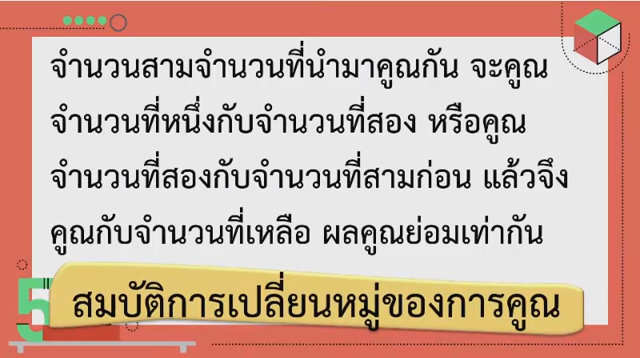 จำนวนสามจำนวนที่นำมาคูณกัน จะคูณ
จำนวนที่หนึ่งกับจำนวนที่สอง หรือคูณ
จำนวนที่สองกับจำนวนที่สามก่อน แล้วจึง
คูณกับจำนวนที่เหลือ ผลคูณย่อมเท่ากัน
สมบัติการเปลี่ยนหมู่ของการคูณ
5